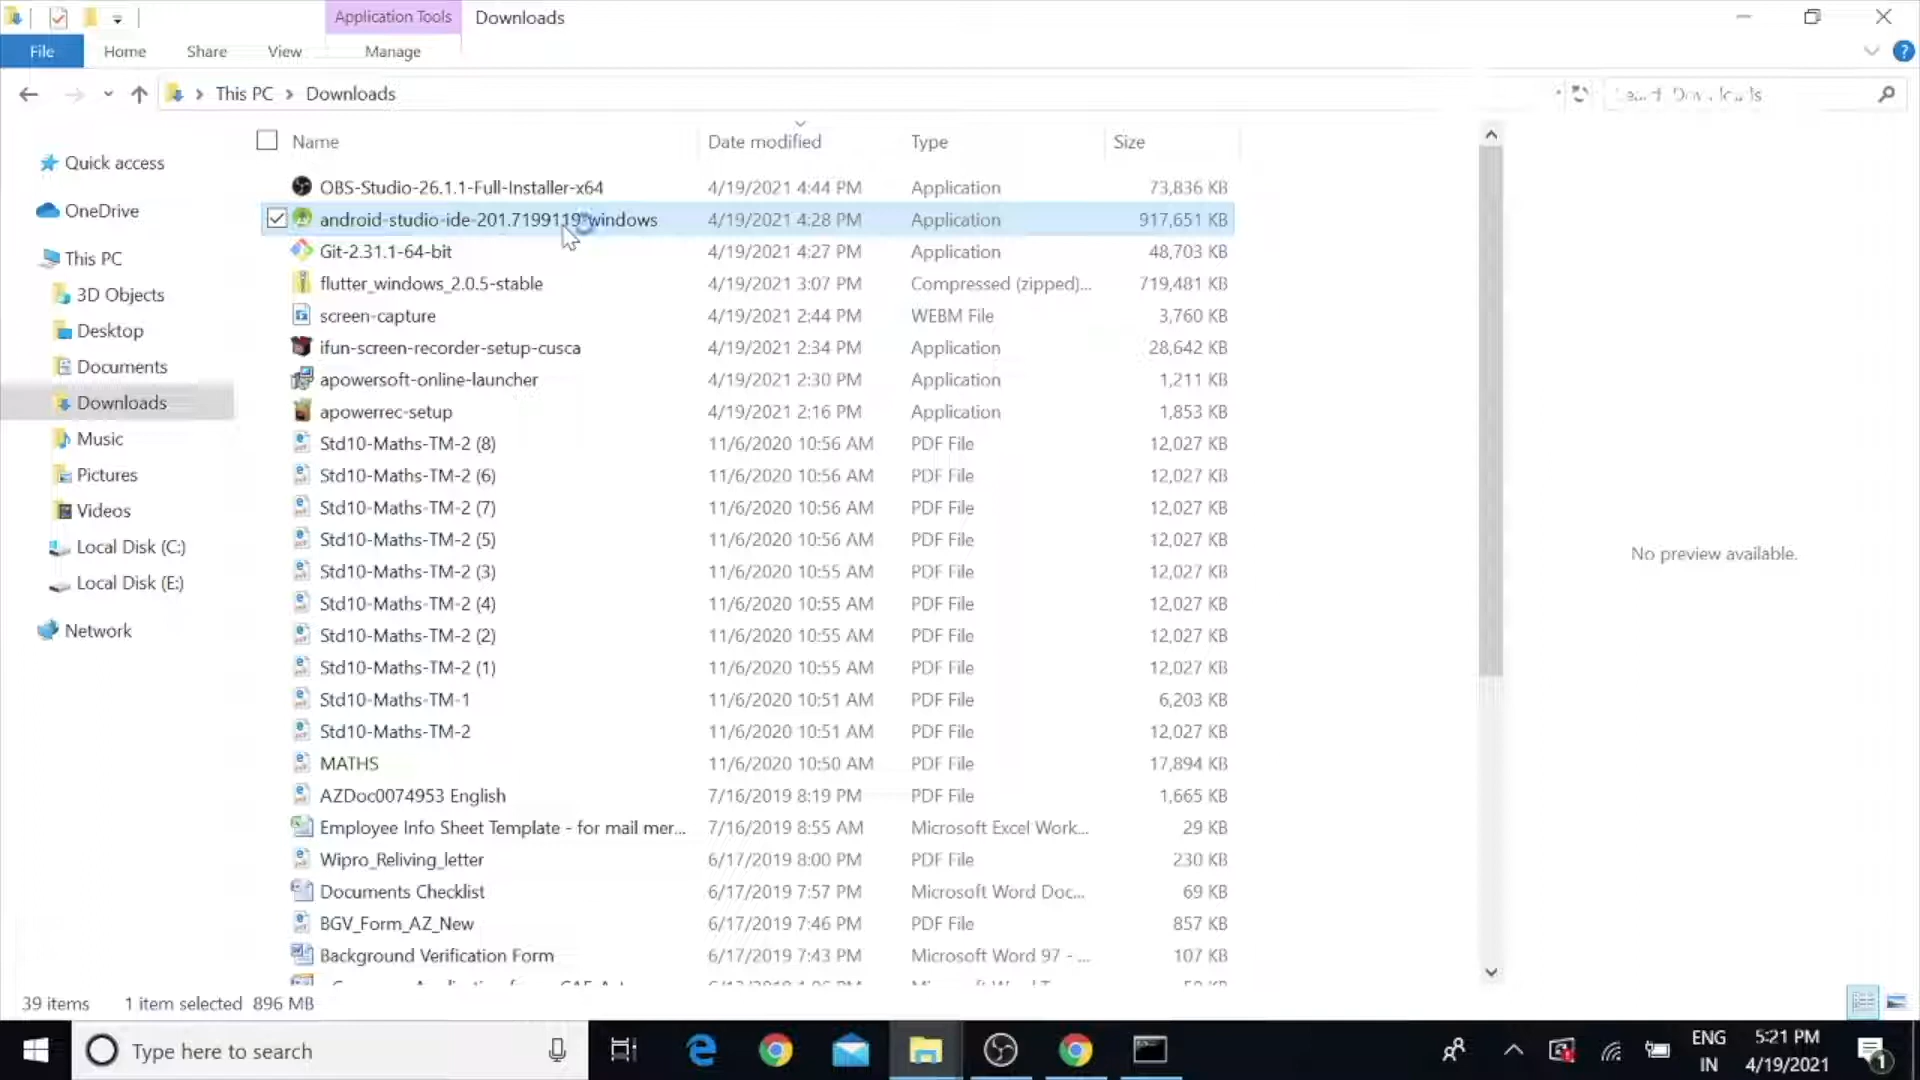 Application Tools Downloads
File Home Share View Manage
This PC Downloads
Name Date modified Type Size
Quick access
OneDrive
This PC
3D Objects
Desktop
Documents
Downloads
Music
Pictures
Videos
Local Disk (C:)
Local Disk (E:)
Network
OBS-Studio-26.1.1-Full-Installer-x64 4/19/2021 4:44 PM Application 73,836 KB
android-studio-ide-201.7199119-windows 4/19/2021 4:28 PM Application 917,651 KB
Git-2.31.1-64-bit 4/19/2021 4:27 PM Application 48,703 KB
flutter_windows_2.0.5-stable 4/19/2021 3:07 PM Compressed (zipped)... 719,481 KB
screen-capture 4/19/2021 2:44 PM WEBM File 3,760 KB
ifun-screen-recorder-setup-cusca 4/19/2021 2:34 PM Application 28,642 KB
apowersoft-online-launcher 4/19/2021 2:30 PM Application 1,211 KB
apowerrec-setup 4/19/2021 2:16 PM Application 1,853 KB
Std10-Maths-TM-2 (8) 11/6/2020 10:56 AM PDF File 12,027 KB
Std10-Maths-TM-2 (6) 11/6/2020 10:56 AM PDF File 12,027 KB
Std10-Maths-TM-2 (7) 11/6/2020 10:56 AM PDF File 12,027 KB
Std10-Maths-TM-2 (5) 11/6/2020 10:56 AM PDF File 12,027 KB
Std10-Maths-TM-2 (3) 11/6/2020 10:55 AM PDF File 12,027 KB
Std10-Maths-TM-2 (4) 11/6/2020 10:55 AM PDF File 12,027 KB
Std10-Maths-TM-2 (2) 11/6/2020 10:55 AM PDF File 12,027 KB
Std10-Maths-TM-2 (1) 11/6/2020 10:55 AM PDF File 12,027 KB
Std10-Maths-TM-1 11/6/2020 10:51 AM PDF File 6,203 KB
Std10-Maths-TM-2 11/6/2020 10:51 AM PDF File 12,027 KB
MATHS 11/6/2020 10:50 AM PDF File 17,894 KB
AZDoc0074953 English 7/16/2019 8:19 PM PDF File 1,665 KB
Employee Info Sheet Template - for mail mer... 7/16/2019 8:55 AM Microsoft Excel Work... 29 KB
Wipro_Reliving_letter 6/17/2019 8:00 PM PDF File 230 KB
Documents Checklist 6/17/2019 7:57 PM Microsoft Word Doc... 69 KB
BGV_Form_AZ_New 6/17/2019 7:46 PM PDF File 857 KB
Background Verification Form 6/17/2019 7:43 PM Microsoft Word 97 - ... 107 KB
No preview available.
39 items 1 item selected 896 MB
Type here to search
ENG
IN
5:21 PM
4/19/2021
1